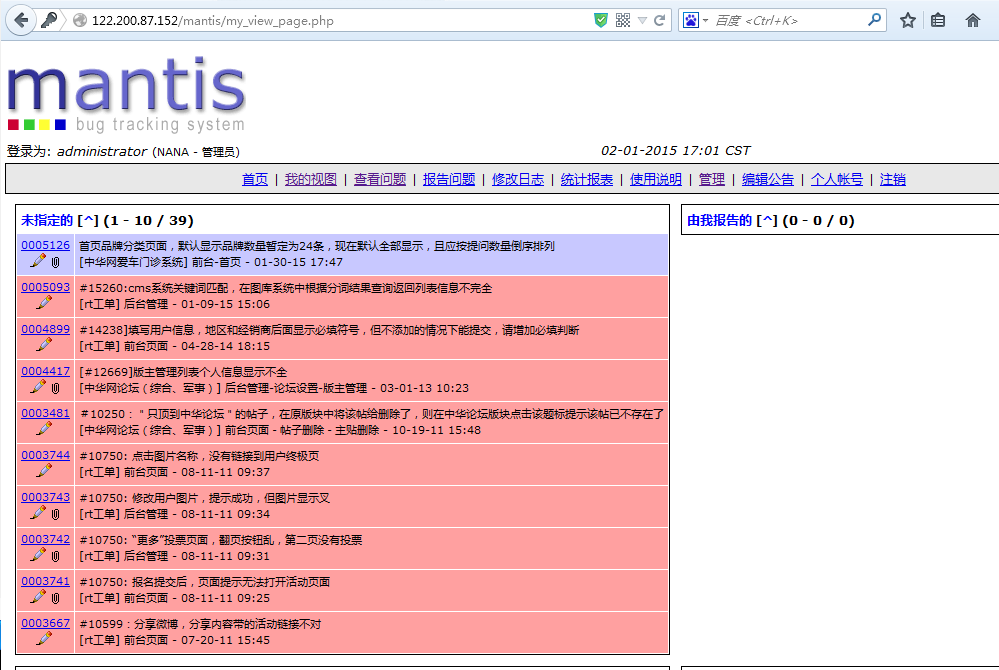 122.200.87.152/mantis/my_view_page.php
百度 <Ctrl+K>
mantis
bug tracking system
登录为: administrator (NANA - 管理员)
02-01-2015 17:01 CST
首页 | 我的视图 | 查看问题 | 报告问题 | 修改日志 | 统计报表 | 使用说明 | 管理 | 编辑公告 | 个人帐号 | 注销
未指定的 [^] (1 - 10 / 39)
由我报告的 [^] (0 - 0 / 0)
0005126 首页品牌分类页面，默认显示品牌数量暂定为24条，现在默认全部显示，且应按提问数量倒序排列
[中华网爱车门诊系统] 前台-首页 - 01-30-15 17:47
0005093 #15260:cms系统关键词匹配，在图库系统中根据分词结果查询返回列表信息不完全
[rt工单] 后台管理 - 01-09-15 15:06
0004899 #14238]填写用户信息，地区和经销商后面显示必填符号，但不添加的情况下能提交，请增加必填判断
[rt工单] 前台页面 - 04-28-14 18:15
0004417 [#12669]版主管理列表个人信息显示不全
[中华网论坛（综合、军事）] 后台管理-论坛设置-版主管理 - 03-01-13 10:23
0003481 #10250：＂只顶到中华论坛＂的帖子，在原版块中将该帖给删除了，则在中华论坛版块点击该题标提示该帖已不存在了
[中华网论坛（综合、军事）] 前台页面 - 帖子删除 - 主贴删除 - 10-19-11 15:48
0003744 #10750: 点击图片名称，没有链接到用户终极页
[rt工单] 前台页面 - 08-11-11 09:37
0003743 #10750: 修改用户图片，提示成功，但图片显示叉
[rt工单] 后台管理 - 08-11-11 09:34
0003742 #10750: “更多”投票页面，翻页按钮乱，第二页没有投票
[rt工单] 后台管理 - 08-11-11 09:31
0003741 #10750: 报名提交后，页面提示无法打开活动页面
[rt工单] 前台页面 - 08-11-11 09:25
0003667 #10599：分享微博，分享内容带的活动链接不对
[rt工单] 前台页面 - 07-20-11 15:45